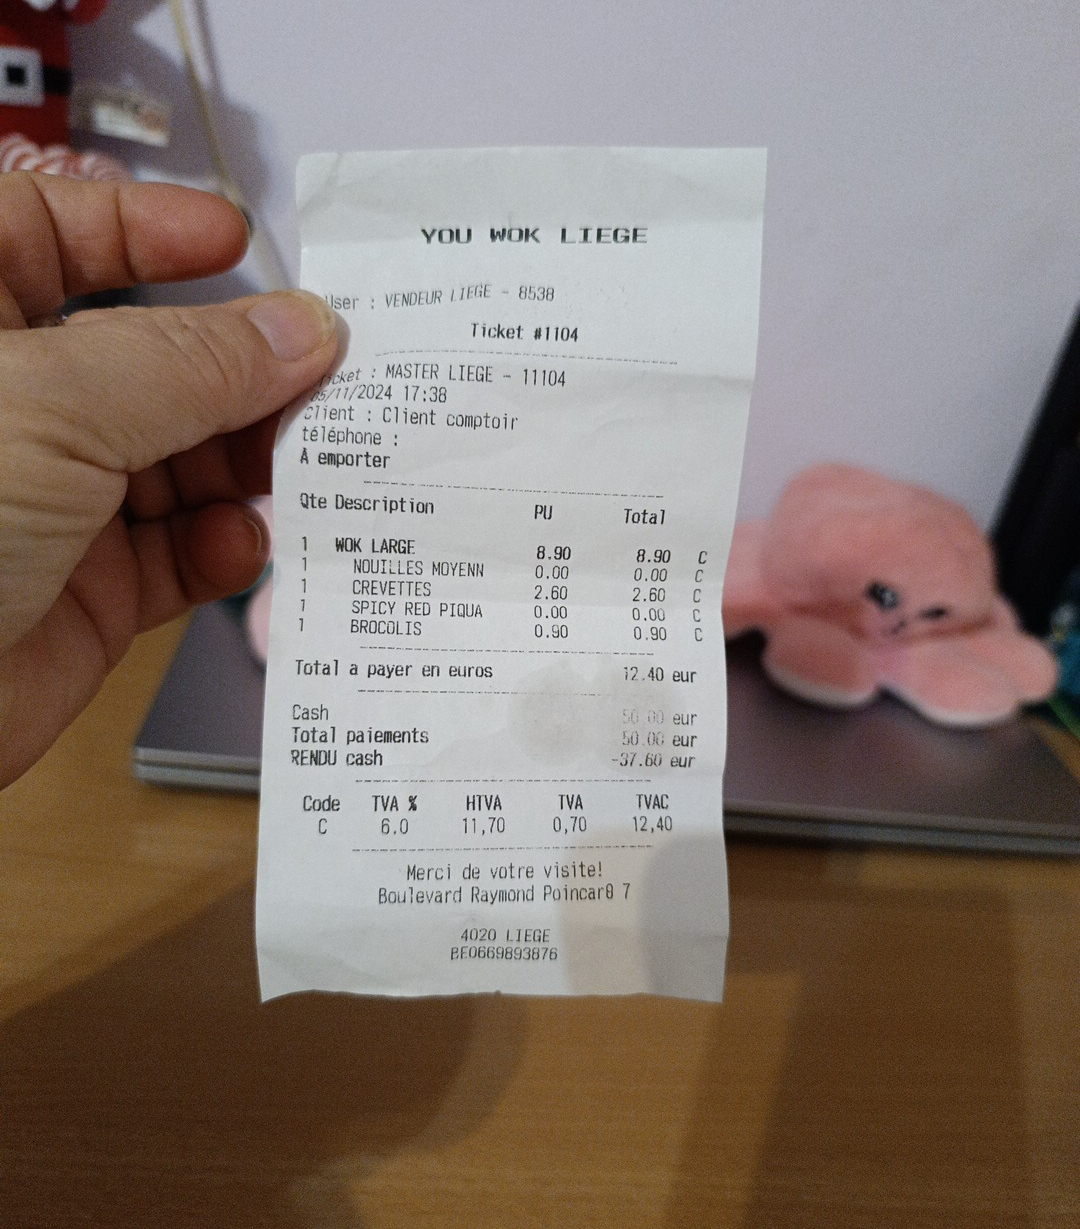 YOU WOK LIEGE
User : VENDEUR LIEGE - 8538
Ticket #1104
Ticket : MASTER LIEGE - 11104
05/11/2024 17:38
Client : Client comptoir
téléphone :
À emporter
Qte Description PU Total
1 WOK LARGE 8.90 8.90 C
1 NOUILLES MOYENN 0.00 0.00 C
1 CREVETTES 2.60 2.60 C
1 SPICY RED PIQUA 0.00 0.00 C
1 BROCOLIS 0.90 0.90 C
Total a payer en euros 12.40 eur
Cash 50.00 eur
Total paiements 50.00 eur
RENDU cash -37.60 eur
Code TVA % HTVA TVA TVAC
C 6.0 11,70 0,70 12,40
Merci de votre visite!
Boulevard Raymond Poincar0 7
4020 LIEGE
BE0669893876